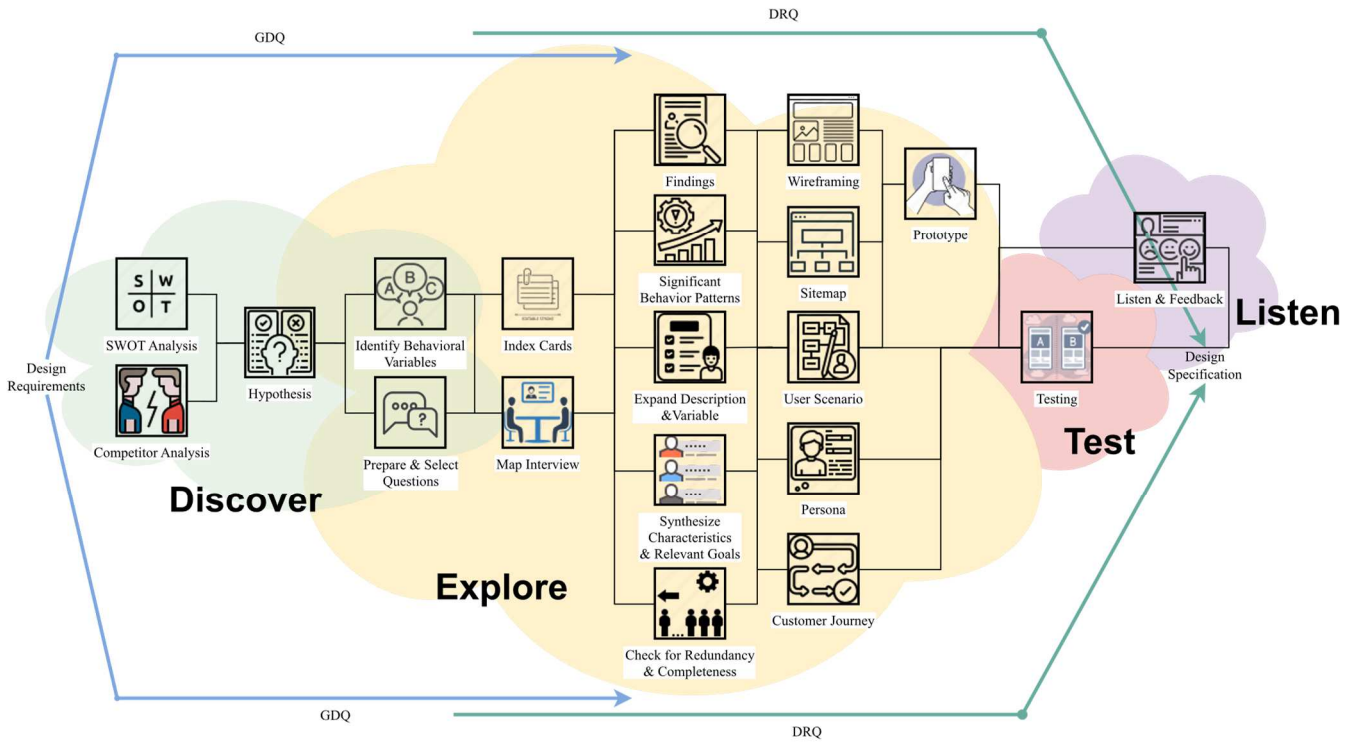 DRQ
GDQ
Findings
Wireframing
Prototype
S W
O T
A B C
Significant
Behavior Patterns
Sitemap
Listen & Feedback
Listen
SWOT Analysis
Hypothesis
Identify Behavioral
Variables
Index Cards
Design
Requirements
?
Expand Description
&Variable
User Scenario
A B
Testing
Design
Specification
Competitor Analysis
Prepare & Select
Questions
Map Interview
Test
Discover
Synthesize
Characteristics
& Relevant Goals
Persona
Explore
Customer Journey
Check for Redundancy
& Completeness
GDQ
DRQ